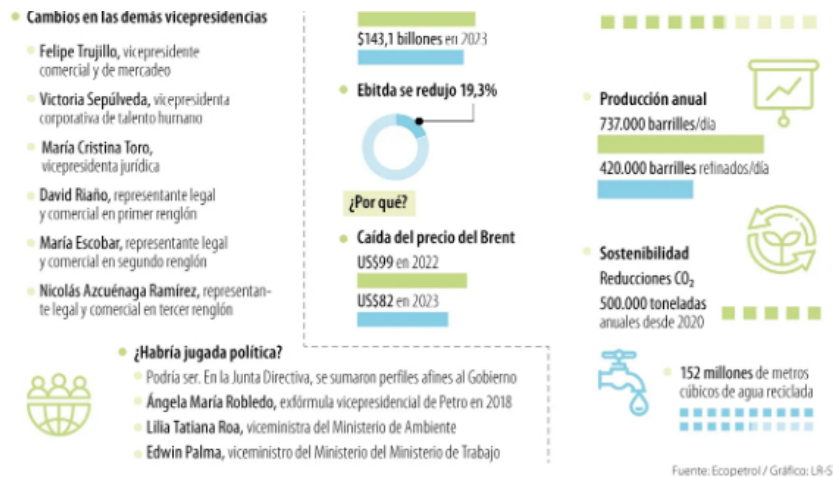 Cambios en las demás vicepresidencias
Felipe Trujillo, vicepresidente
comercial y de mercadeo
Victoria Sepúlveda, vicepresidenta
corporativa de talento humano
María Cristina Toro,
vicepresidenta jurídica
David Riaño, representante legal
y comercial en primer renglón
María Escobar, representante legal
y comercial en segundo renglón
Nicolás Azcuénaga Ramírez, representan-
te legal y comercial en tercer renglón
$143,1 billones en 2023
Ebitda se redujo 19,3%
¿Por qué?
Caída del precio del Brent
US$99 en 2022
US$82 en 2023
Producción anual
737.000 barrilles/día
420.000 barrilles refinados/día
Sostenibilidad
Reducciones CO₂
500.000 toneladas
anuales desde 2020
152 millones de metros
cúbicos de agua reciclada
¿Habría jugada política?
Podría ser. En la Junta Directiva, se sumaron perfiles afines al Gobierno
Ángela María Robledo, exfórmula vicepresidencial de Petro en 2018
Lilia Tatiana Roa, viceministra del Ministerio de Ambiente
Edwin Palma, viceministro del Ministerio del Ministerio de Trabajo
Fuente: Ecopetrol / Gráfico: LR-S